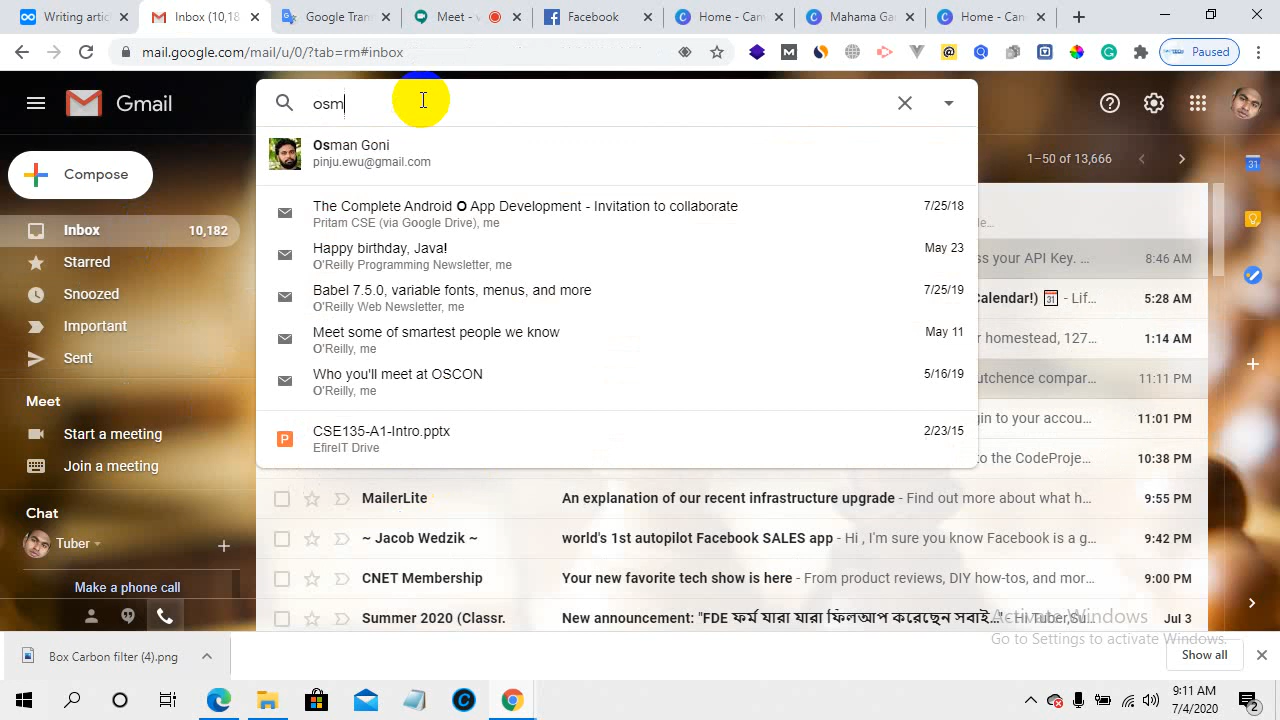 Writing artic
Inbox (10,18
Google Tran
Meet - v
Facebook
Home - Can
Mahama Ga
Home - Can
mail.google.com/mail/u/0/?tab=rm#inbox
Paused
Gmail
osm
Compose
Osman Goni
pinju.ewu@gmail.com
1–50 of 13,666
The Complete Android O App Development - Invitation to collaborate 7/25/18
Pritam CSE (via Google Drive), me
Inbox 10,182
Happy birthday, Java! May 23
O'Reilly Programming Newsletter, me
s your API Key. ... 8:46 AM
Starred
Babel 7.5.0, variable fonts, menus, and more 7/25/19
O'Reilly Web Newsletter, me
Calendar!) 31 - Lif... 5:28 AM
Snoozed
Meet some of smartest people we know May 11
O'Reilly, me
r homestead, 127... 1:14 AM
Important
Who you'll meet at OSCON 5/16/19
O'Reilly, me
utchence compar... 11:11 PM
Sent
gin to your accou... 11:01 PM
Meet
CSE135-A1-Intro.pptx 2/23/15
EfireIT Drive
Start a meeting
to the CodeProje... 10:38 PM
Join a meeting
MailerLite An explanation of our recent infrastructure upgrade - Find out more about what h... 9:55 PM
Chat
~ Jacob Wedzik ~ world's 1st autopilot Facebook SALES app - Hi , I'm sure you know Facebook is a g... 9:42 PM
Tuber
CNET Membership Your new favorite tech show is here - From product reviews, DIY how-tos, and mor... 9:00 PM
Make a phone call
Summer 2020 (Classr. New announcement: "FDE ফর্ম যারা যারা ফিলআপ করেছেন সবাই..." - Hi Tuber,Su... Jul 3
Activate Windows
Go to Settings to activate Windows.
Box Carbon filter (4).png
Show all
9:11 AM
7/4/2020
2